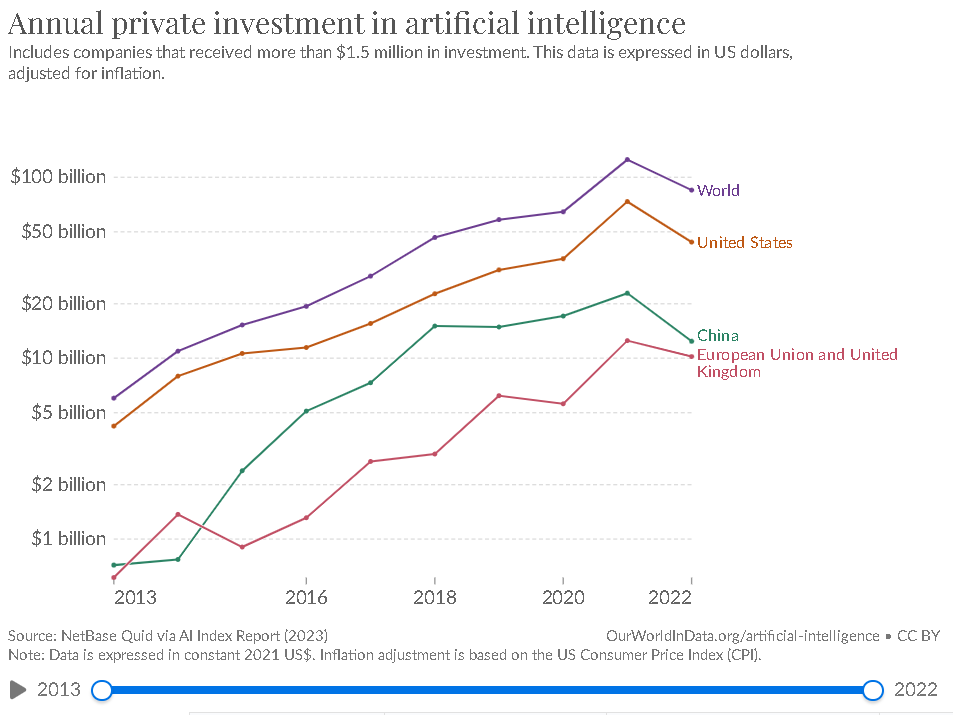 Annual private investment in artificial intelligence
Includes companies that received more than $1.5 million in investment. This data is expressed in US dollars,
adjusted for inflation.
$100 billion
$50 billion
$20 billion
$10 billion
$5 billion
$2 billion
$1 billion
World
United States
China
European Union and United
Kingdom
2013
2016
2018
2020
2022
Source: NetBase Quid via AI Index Report (2023)
OurWorldInData.org/artificial-intelligence • CC BY
Note: Data is expressed in constant 2021 US$. Inflation adjustment is based on the US Consumer Price Index (CPI).
2013
2022